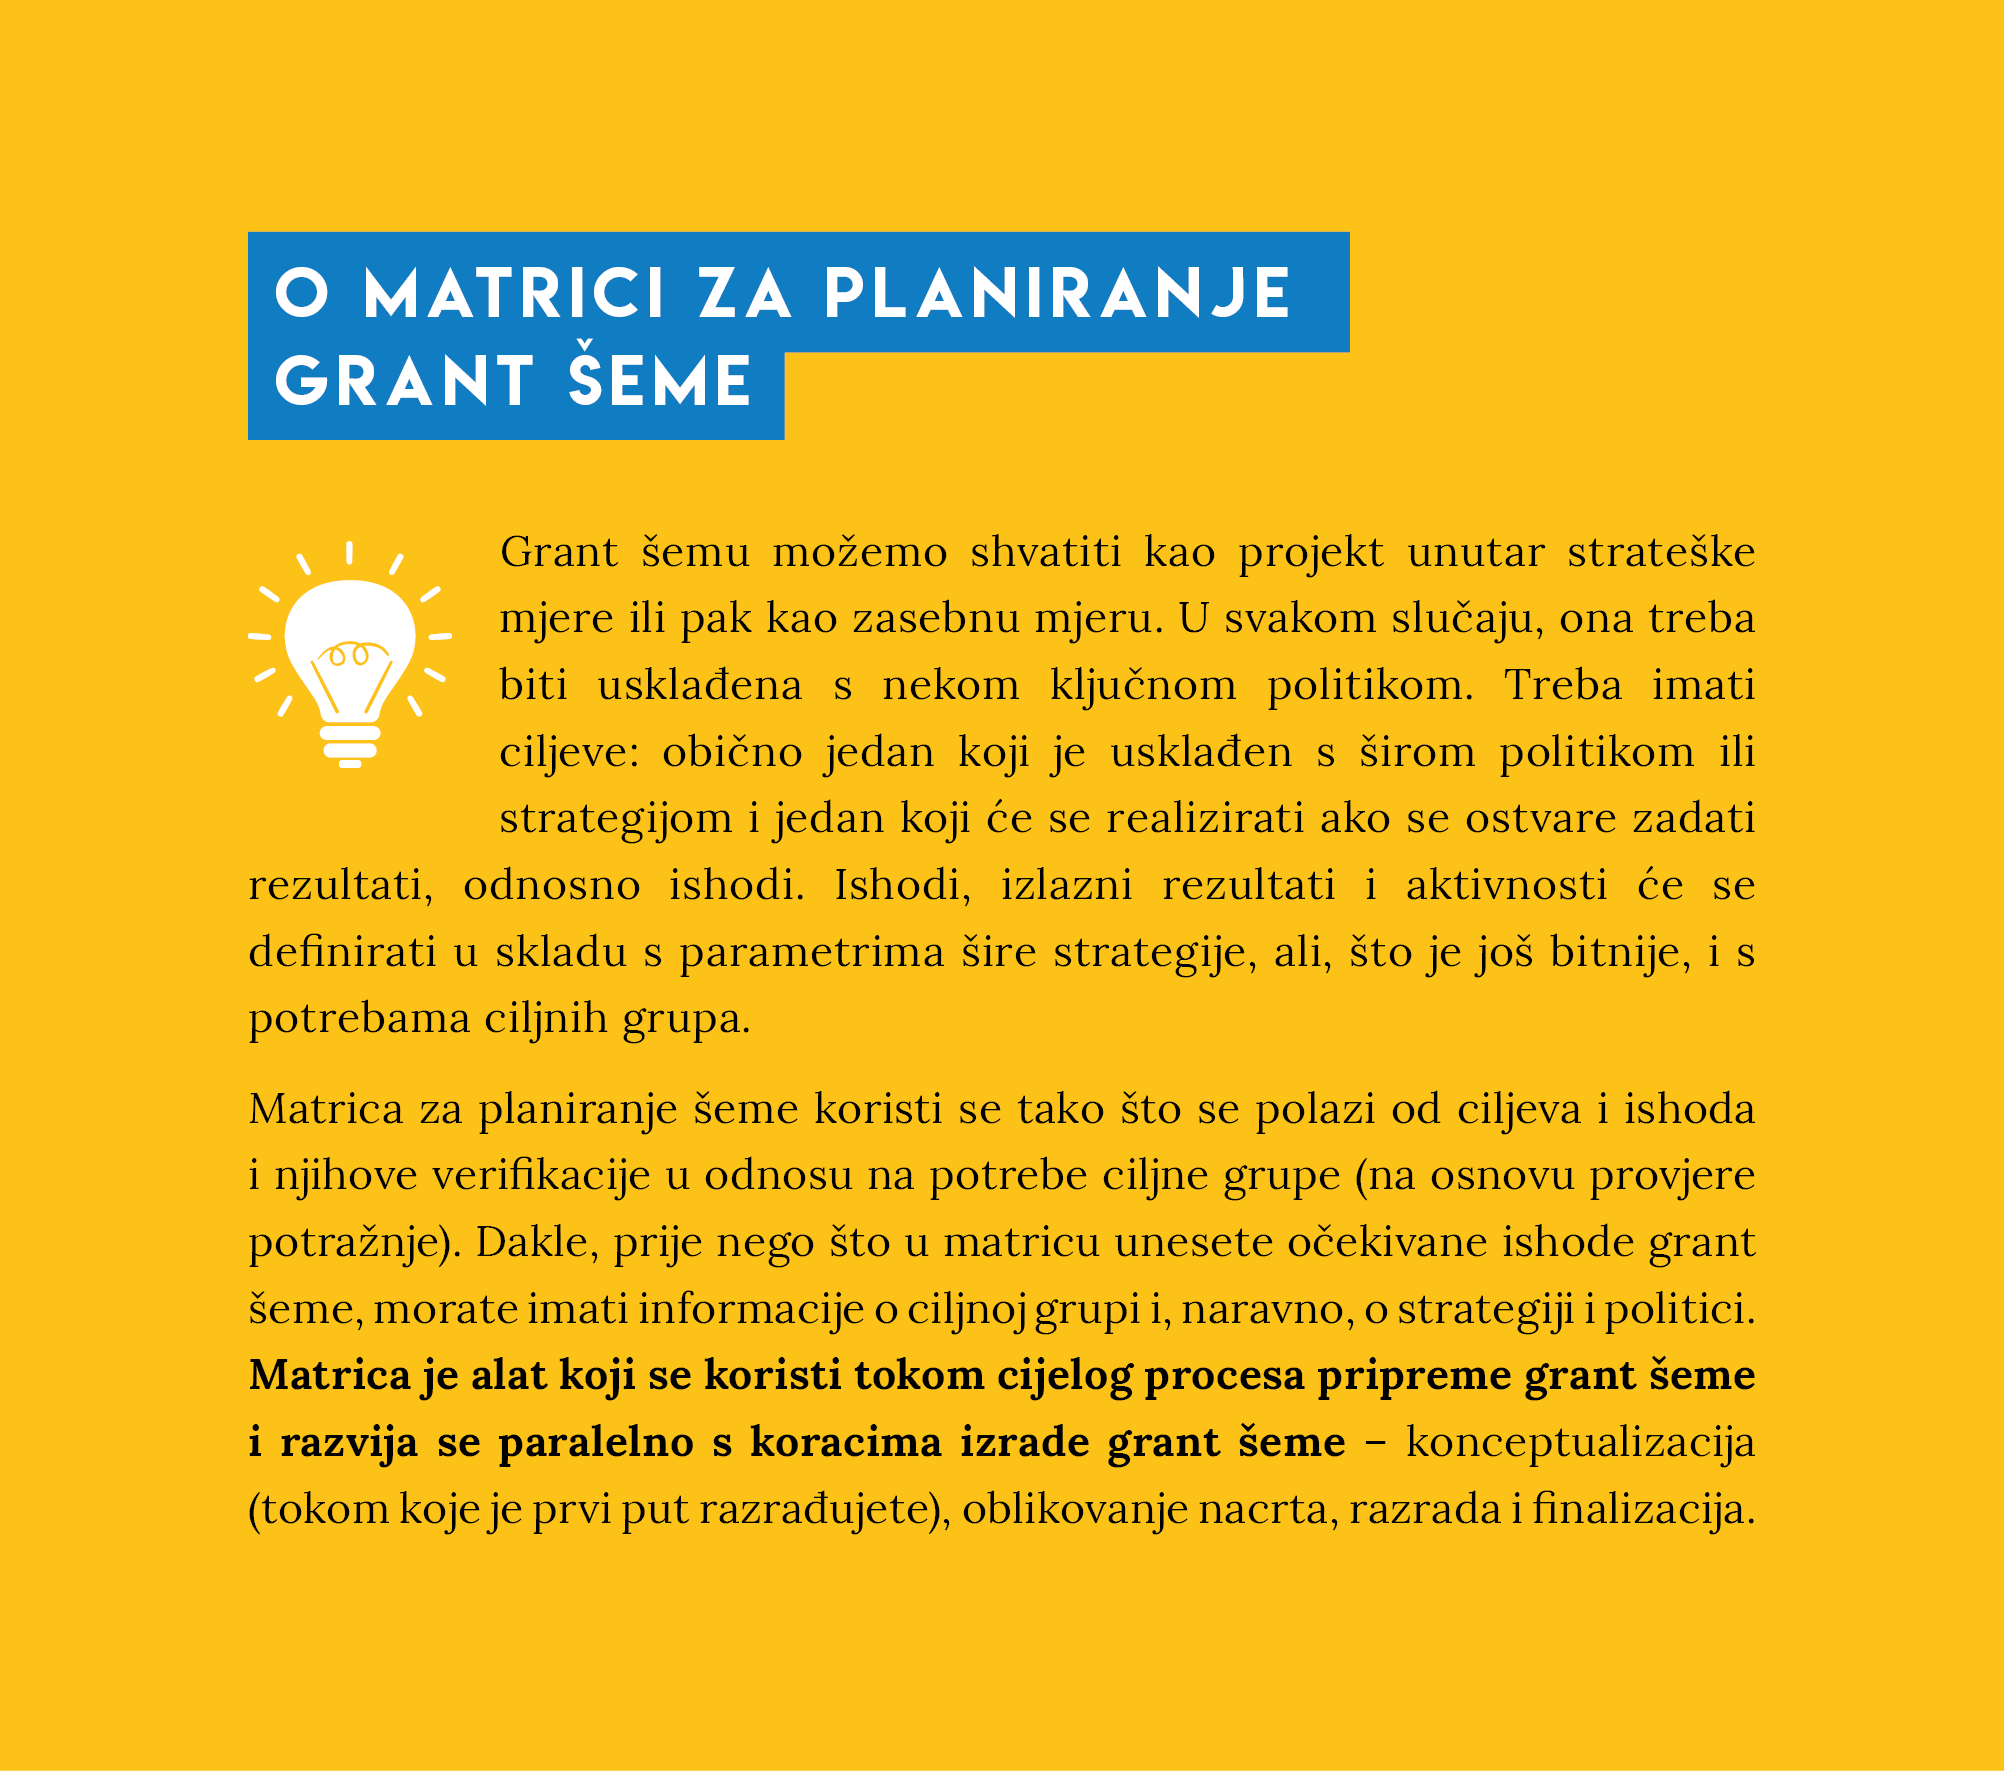 O MATRICI ZA PLANIRANJE
GRANT ŠEME
Grant šemu možemo shvatiti kao projekt unutar strateške
mjere ili pak kao zasebnu mjeru. U svakom slučaju, ona treba
biti usklađena s nekom ključnom politikom. Treba imati
ciljeve: obično jedan koji je usklađen s širom politikom ili
strategijom i jedan koji će se realizirati ako se ostvare zadati
rezultati, odnosno ishodi. Ishodi, izlazni rezultati i aktivnosti će se
definirati u skladu s parametrima šire strategije, ali, što je još bitnije, i s
potrebama ciljnih grupa.
Matrica za planiranje šeme koristi se tako što se polazi od ciljeva i ishoda
i njihove verifikacije u odnosu na potrebe ciljne grupe (na osnovu provjere
potražnje). Dakle, prije nego što u matricu unesete očekivane ishode grant
šeme, morate imati informacije o ciljnoj grupi i, naravno, o strategiji i politici.
Matrica je alat koji se koristi tokom cijelog procesa pripreme grant šeme
i razvija se paralelno s koracima izrade grant šeme – konceptualizacija
(tokom koje je prvi put razrađujete), oblikovanje nacrta, razrada i finalizacija.